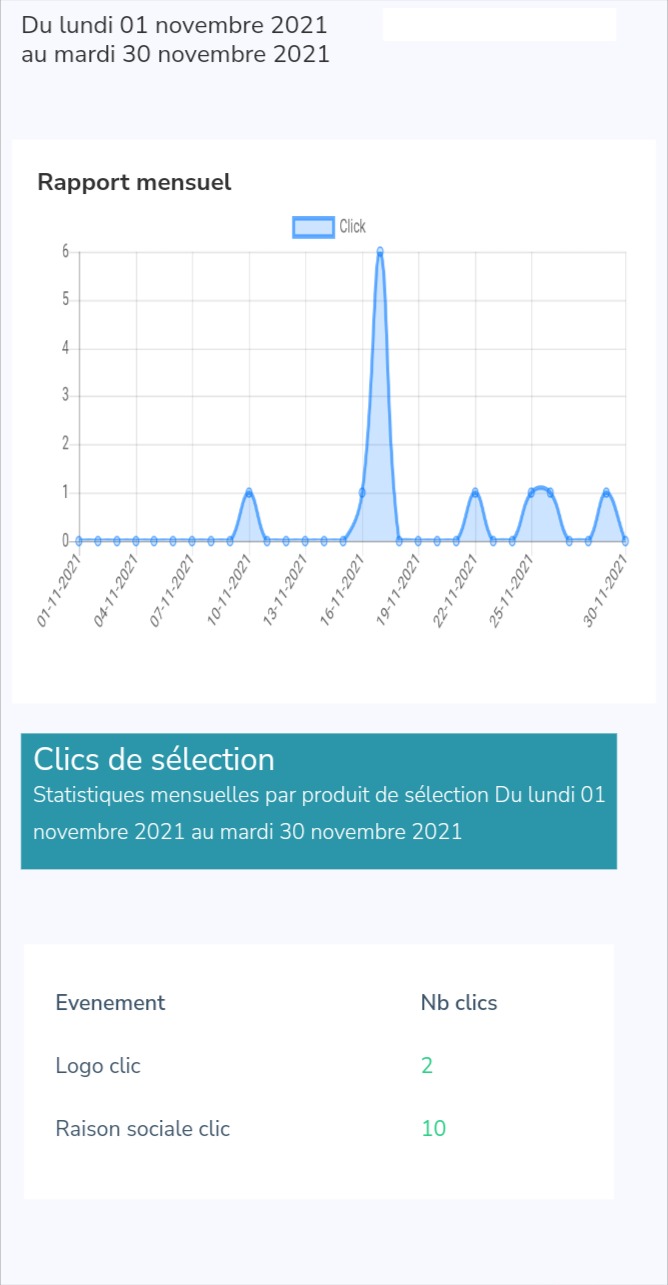 Du lundi 01 novembre 2021
au mardi 30 novembre 2021
Rapport mensuel
Click
6
5
4
3
2
1
0
01-11-2021
04-11-2021
07-11-2021
10-11-2021
13-11-2021
16-11-2021
19-11-2021
22-11-2021
25-11-2021
30-11-2021
Clics de sélection
Statistiques mensuelles par produit de sélection Du lundi 01
novembre 2021 au mardi 30 novembre 2021
Evenement Nb clics
Logo clic 2
Raison sociale clic 10